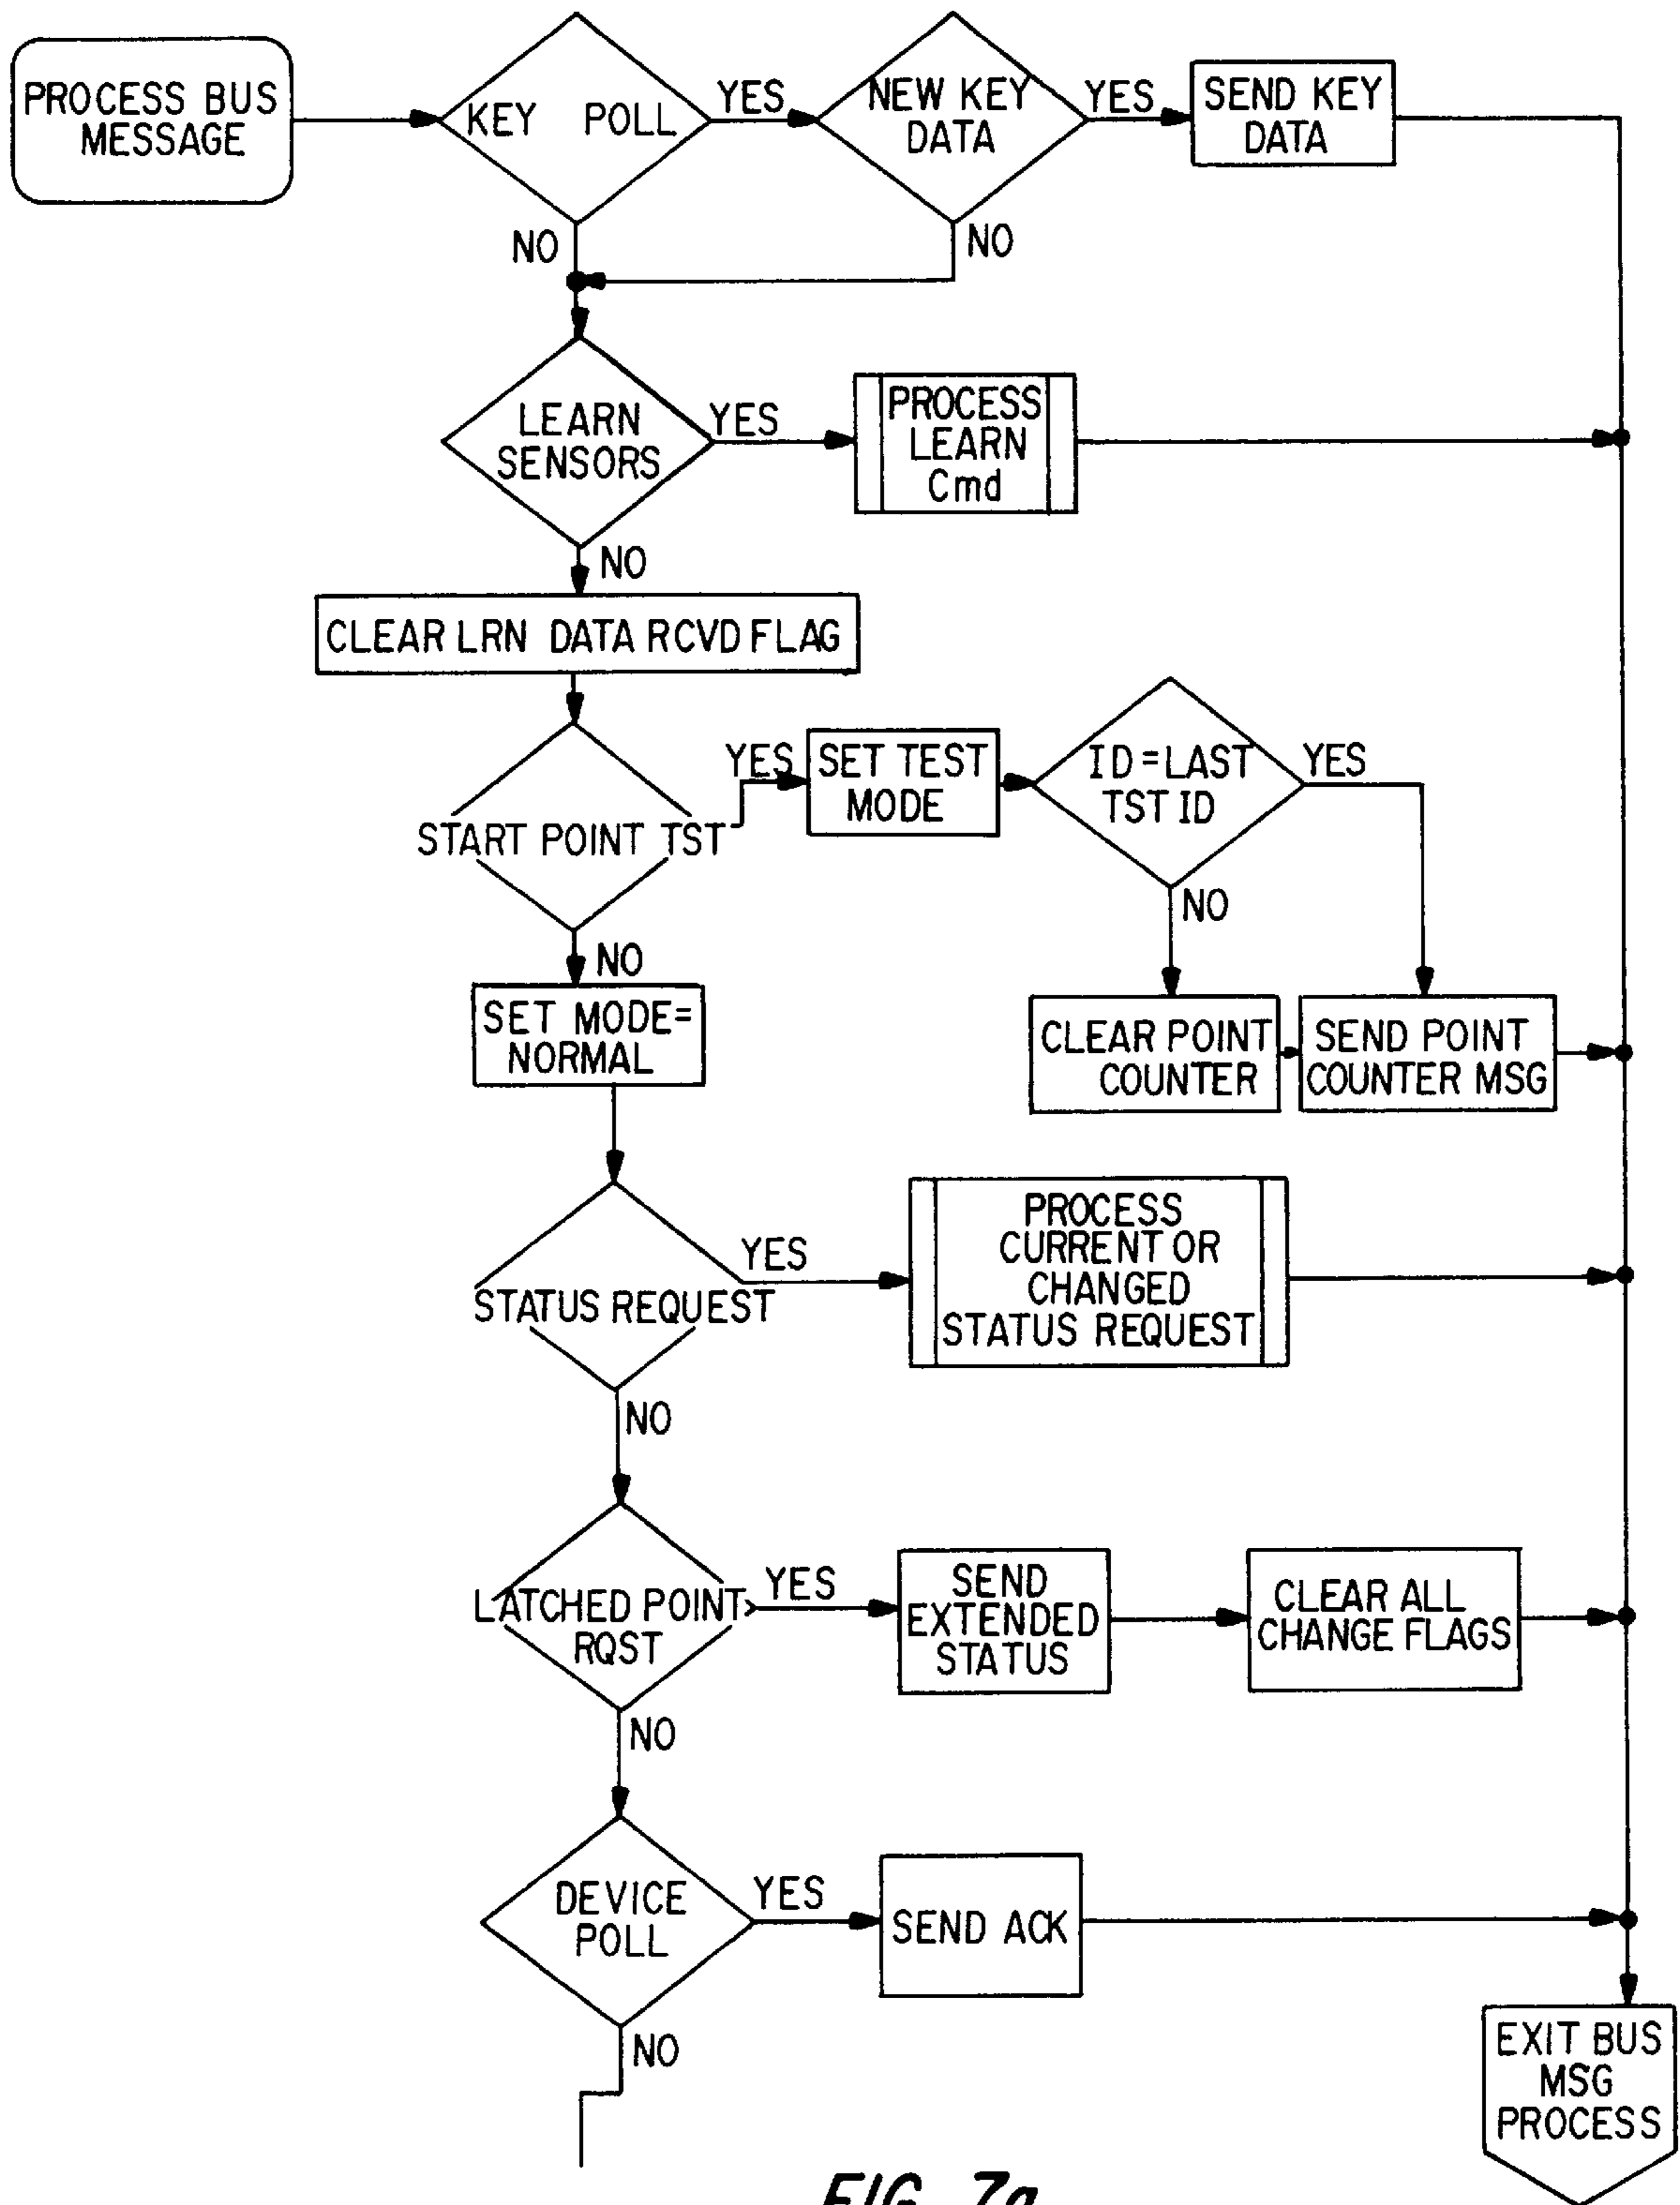 PROCESS BUS
MESSAGE
KEY POLL
YES
NEW KEY
DATA
YES
SEND KEY
DATA
NO
NO
LEARN
SENSORS
YES
PROCESS
LEARN
Cmd
NO
CLEAR LRN DATA RCVD FLAG
START POINT TST
YES
SET TEST
MODE
ID=LAST
TST ID
YES
NO
NO
SET MODE=
NORMAL
CLEAR POINT
COUNTER
SEND POINT
COUNTER MSG
STATUS REQUEST
YES
PROCESS
CURRENT OR
CHANGED
STATUS REQUEST
NO
LATCHED POINT
RQST
YES
SEND
EXTENDED
STATUS
CLEAR ALL
CHANGE FLAGS
NO
DEVICE
POLL
YES
SEND ACK
NO
EXIT BUS
MSG
PROCESS
FIG. 7a